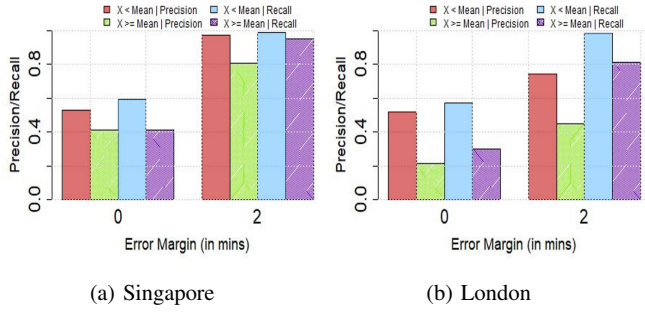 X < Mean | Precision X < Mean | Recall
X >= Mean | Precision X >= Mean | Recall
Precision/Recall
0.0 0.4 0.8
0 2
Error Margin (in mins)
(a) Singapore
X < Mean | Precision X < Mean | Recall
X >= Mean | Precision X >= Mean | Recall
Precision/Recall
0.0 0.4 0.8
0 2
Error Margin (in mins)
(b) London